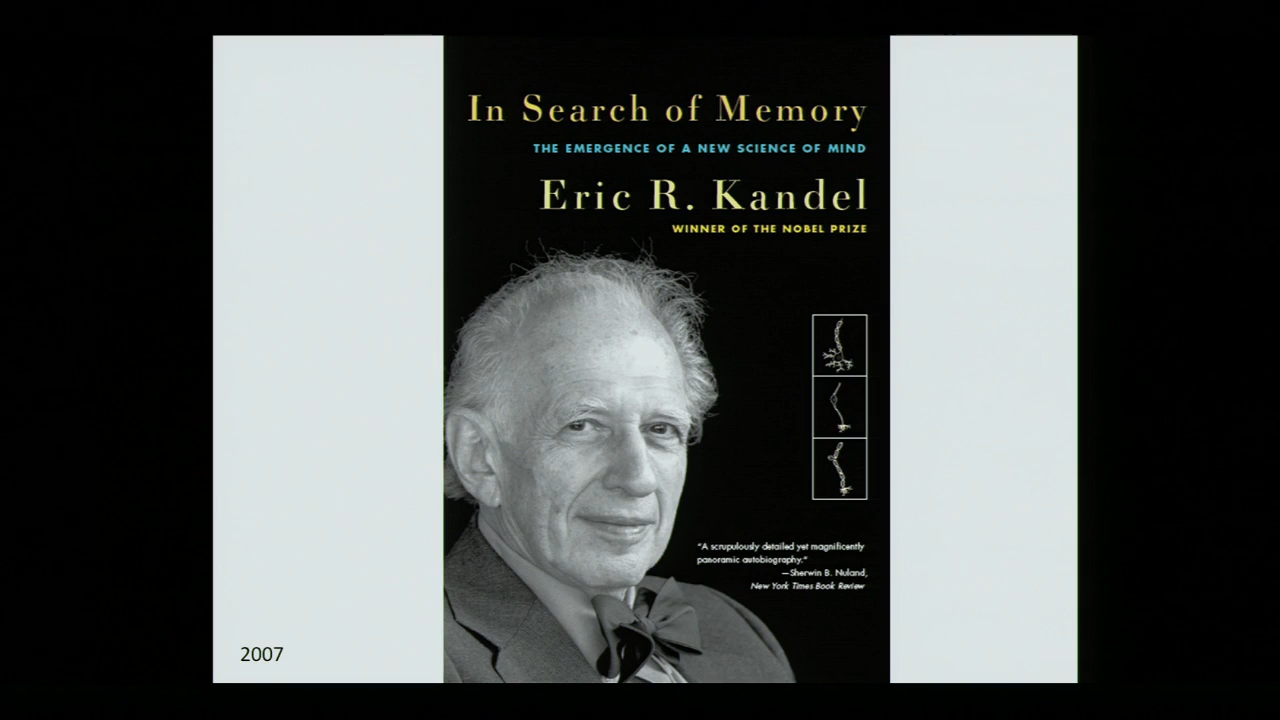 In Search of Memory
THE EMERGENCE OF A NEW SCIENCE OF MIND
Eric R. Kandel
WINNER OF THE NOBEL PRIZE
“A scrupulously detailed yet magnificently
panoramic autobiography.”
—Sherwin B. Nuland,
New York Times Book Review
2007